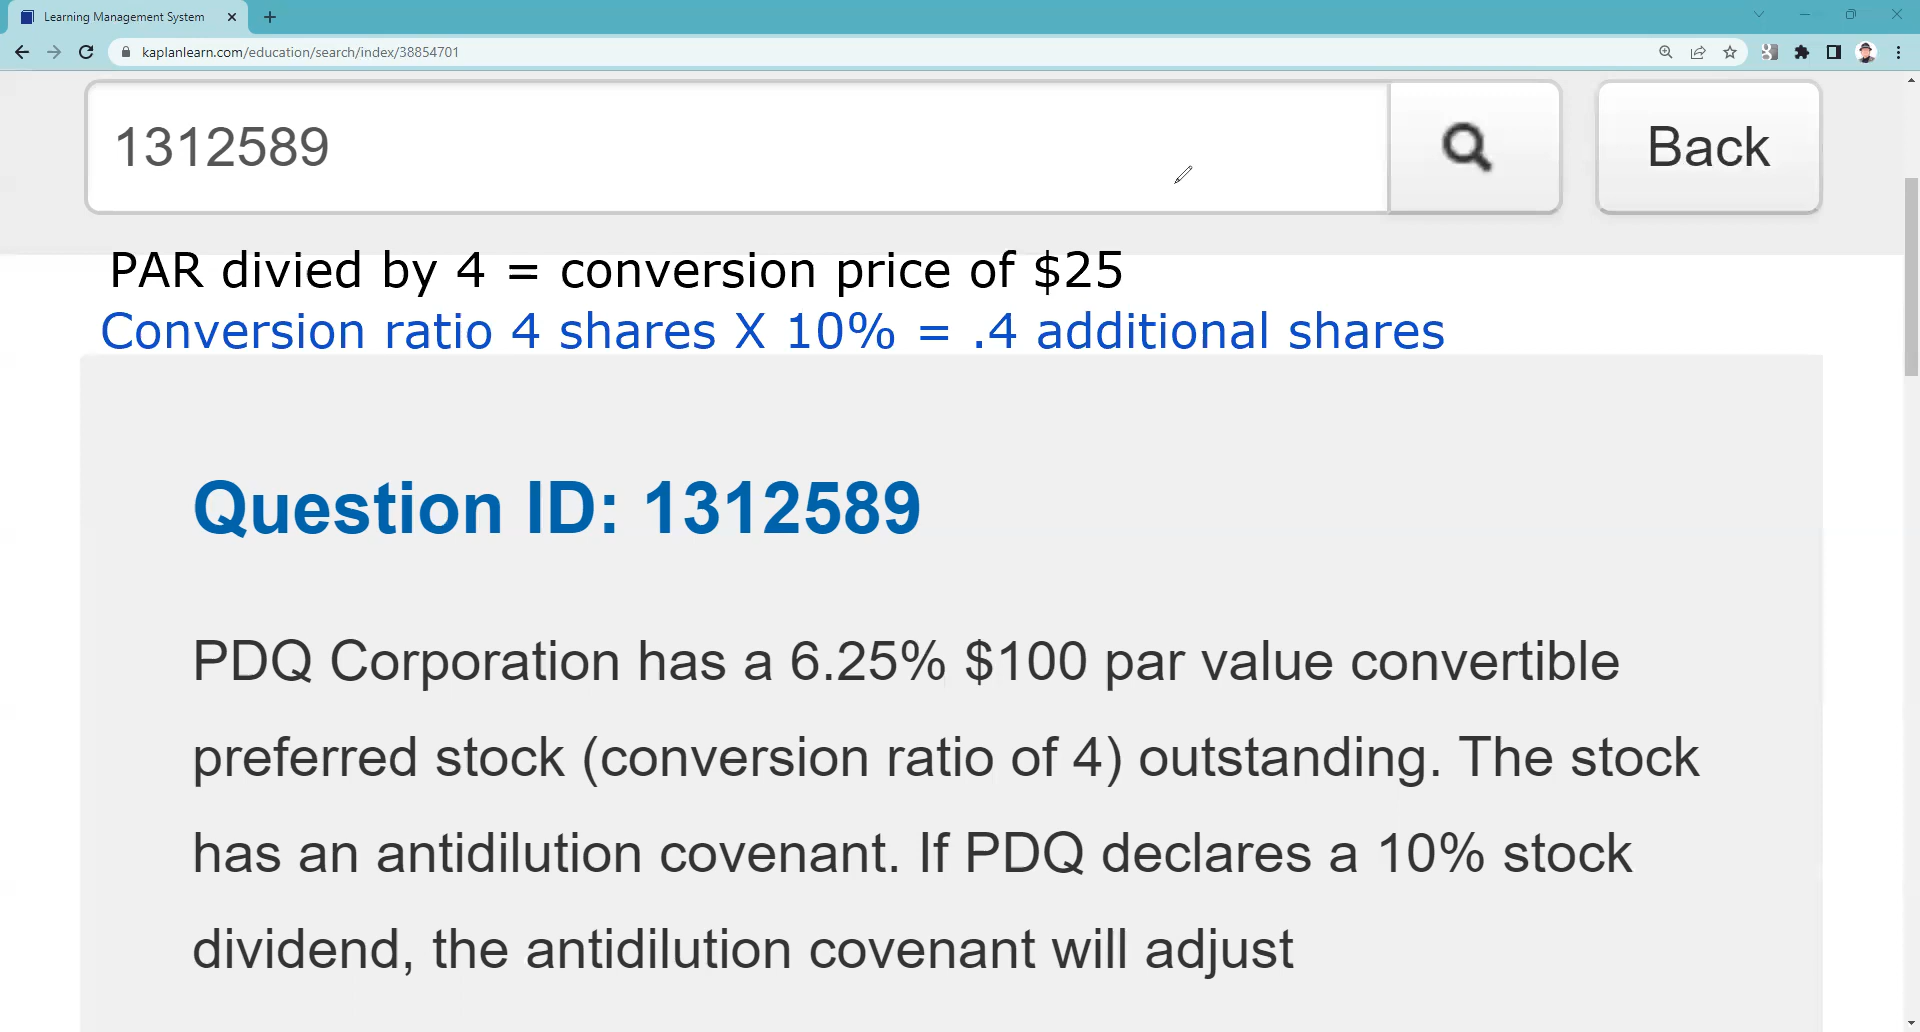 Learning Management System
kaplanlearn.com/education/search/index/38854701
1312589
Back
PAR divied by 4 = conversion price of $25
Conversion ratio 4 shares X 10% = .4 additional shares
Question ID: 1312589
PDQ Corporation has a 6.25% $100 par value convertible
preferred stock (conversion ratio of 4) outstanding. The stock
has an antidilution covenant. If PDQ declares a 10% stock
dividend, the antidilution covenant will adjust